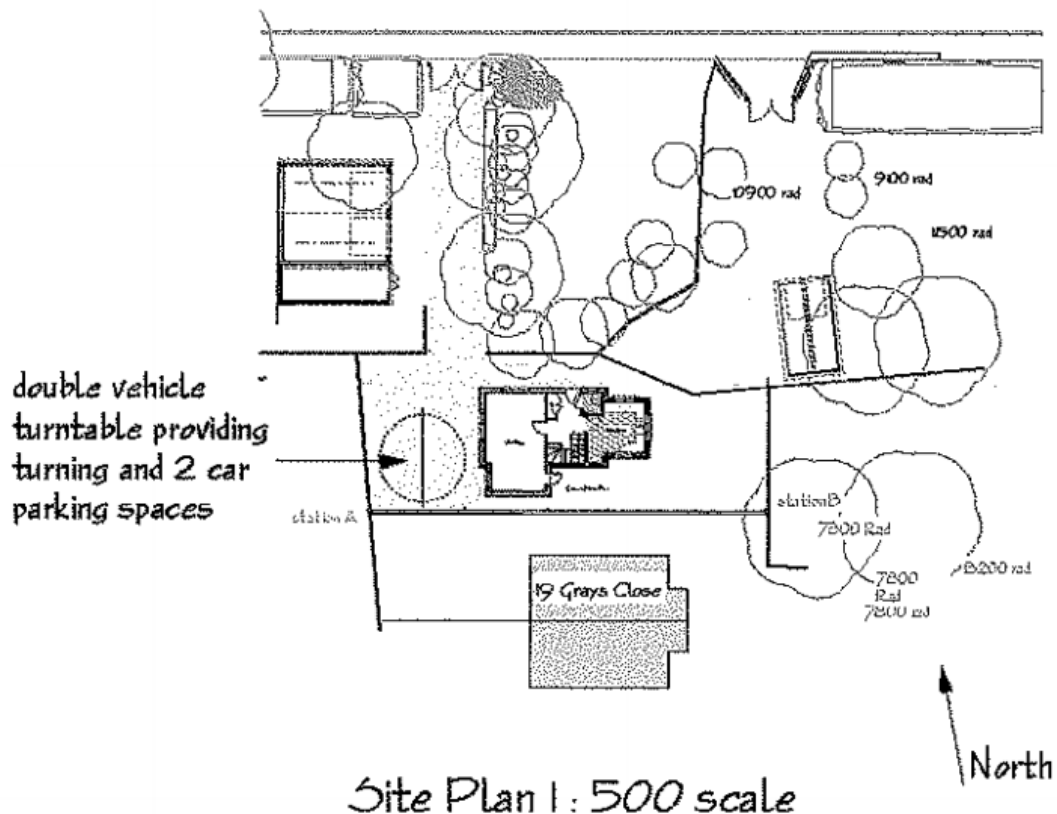 10900 rad
9100 rad
11500 rad
double vehicle
turntable providing
turning and 2 car
parking spaces
station A
station B
7800 Rad
13200 rad
7800
Rad
7800 rad
19 Grays Close
North
Site Plan 1 : 500 scale